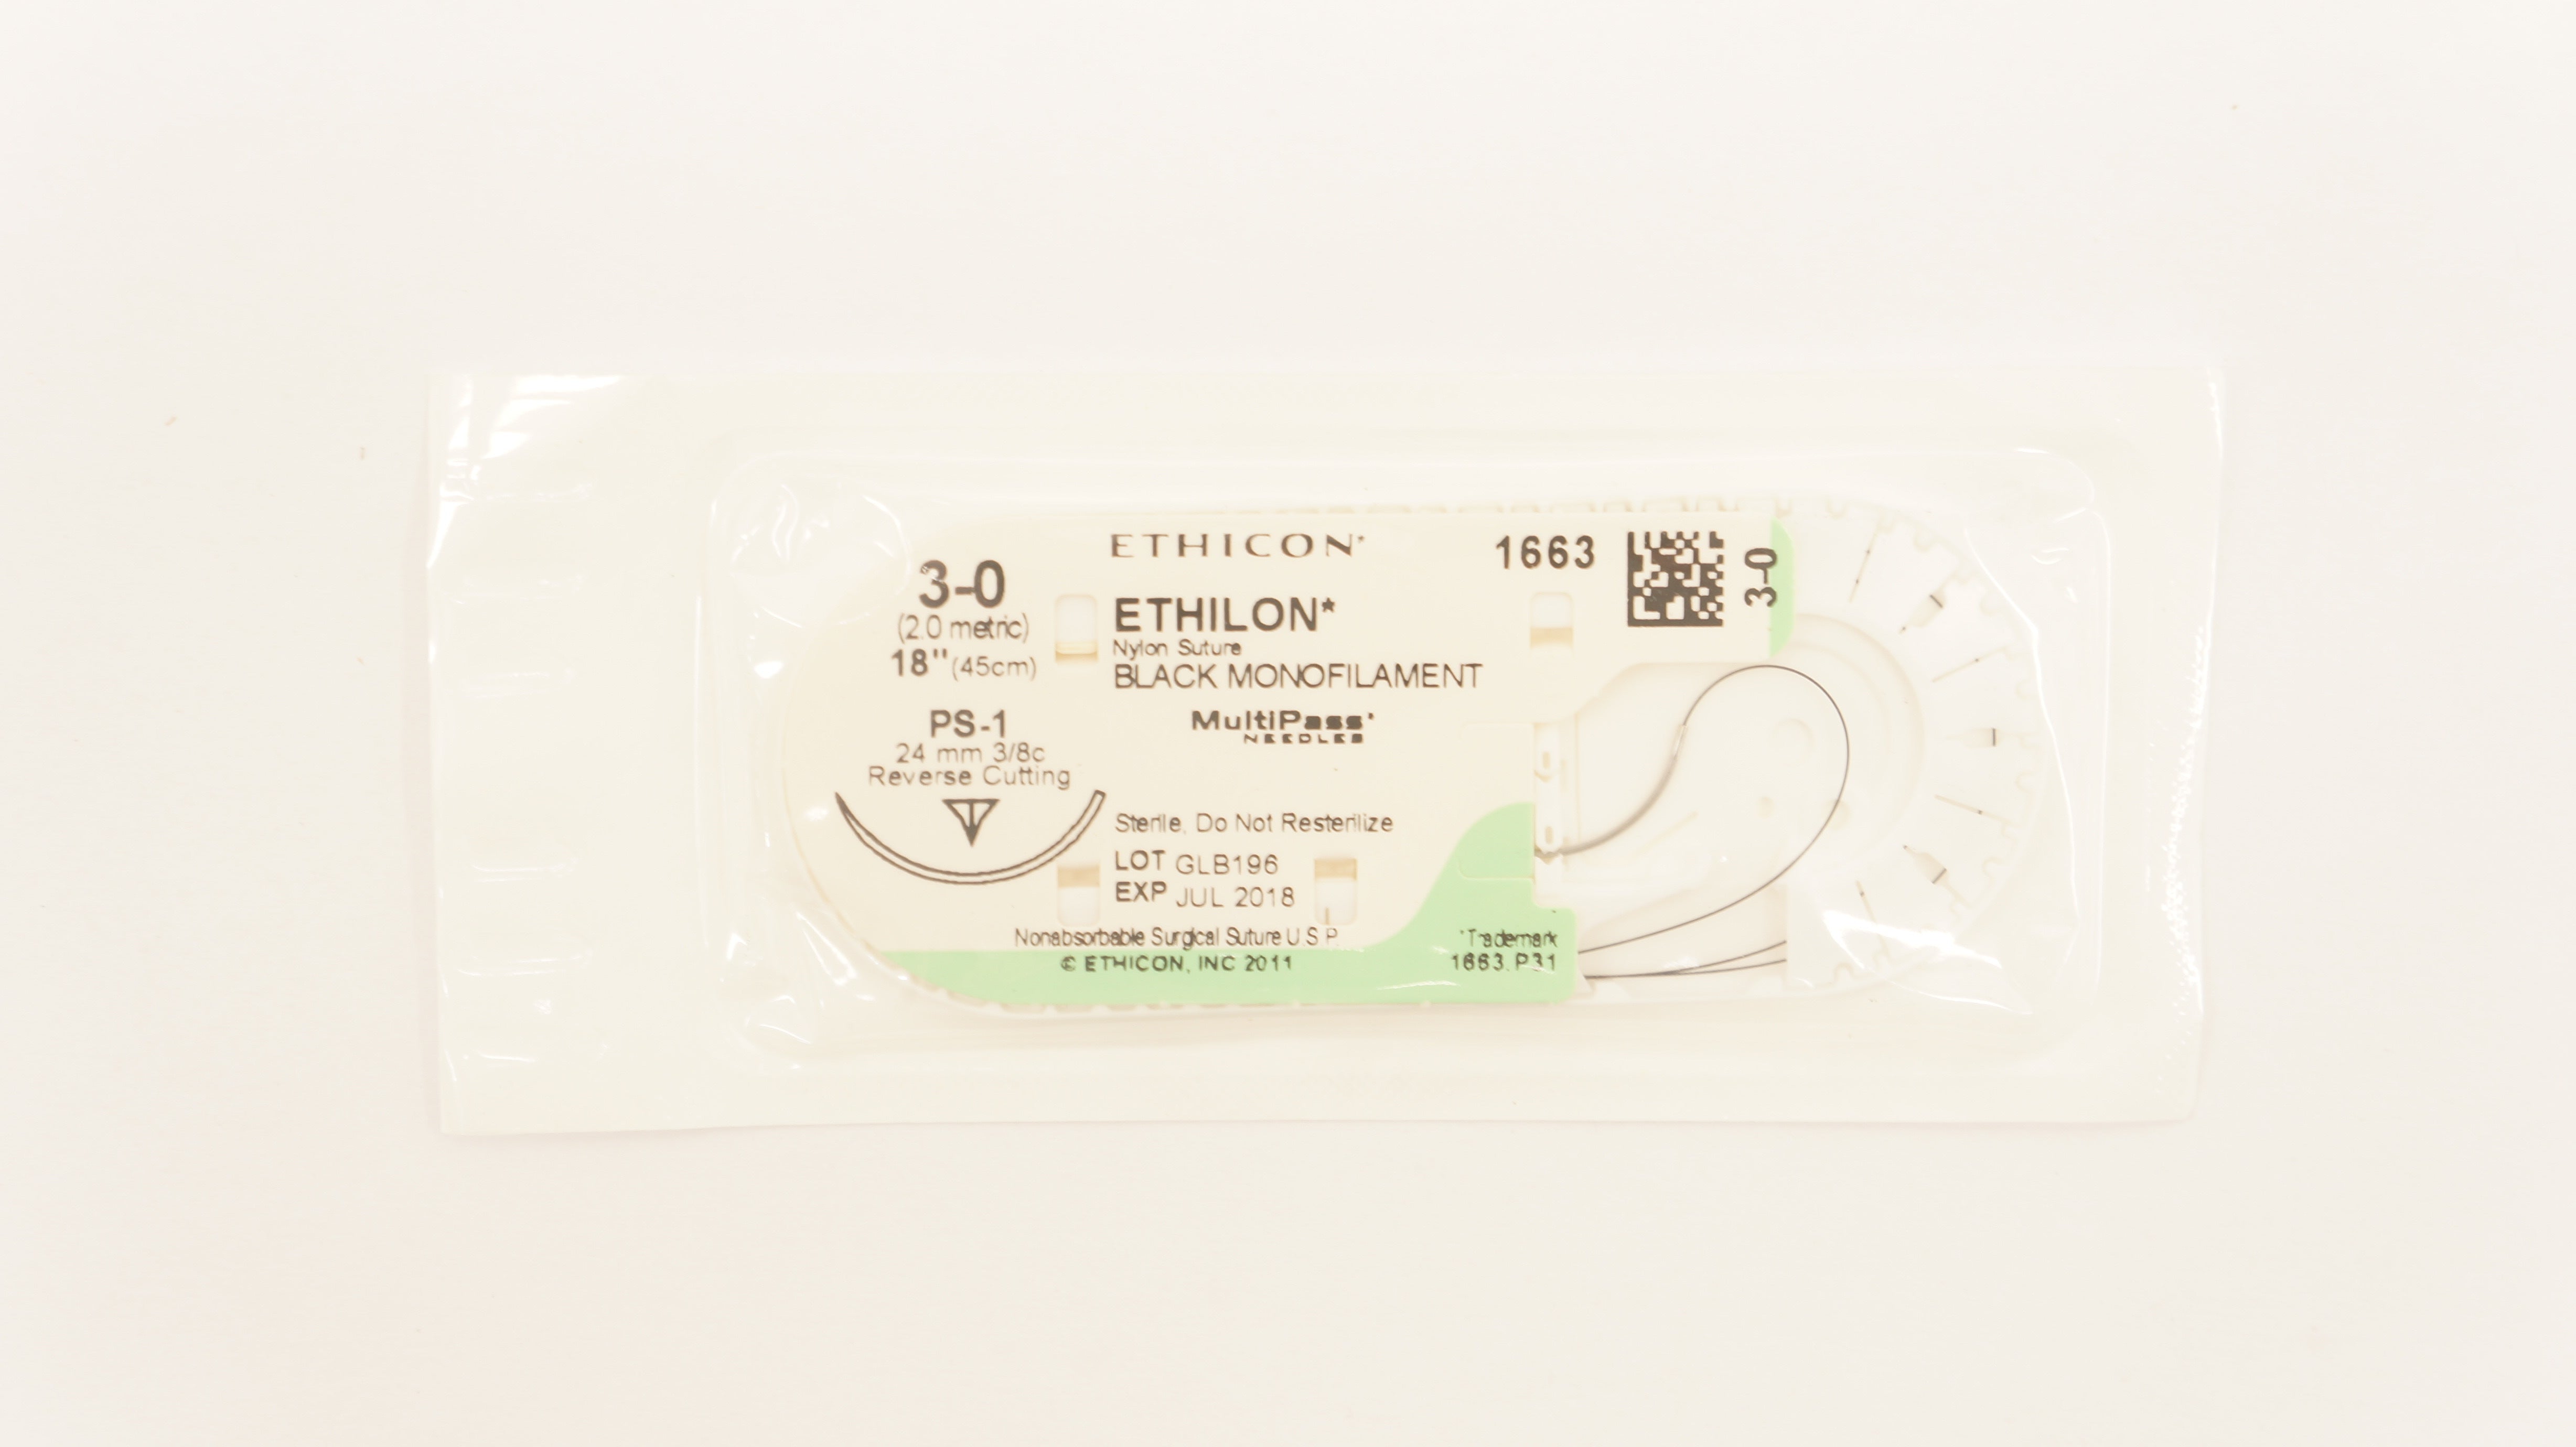 ETHICON*
1663
3-0
3-0
(2.0 metric)
18" (45cm)
ETHILON*
Nylon Suture
BLACK MONOFILAMENT
MultiPass*
NEEDLES
PS-1
24 mm 3/8c
Reverse Cutting
Sterile, Do Not Resterilize
LOT GLB196
EXP JUL 2018
Nonabsorbable Surgical Suture U.S.P.
© ETHICON, INC 2011
*Trademark
1663.P31